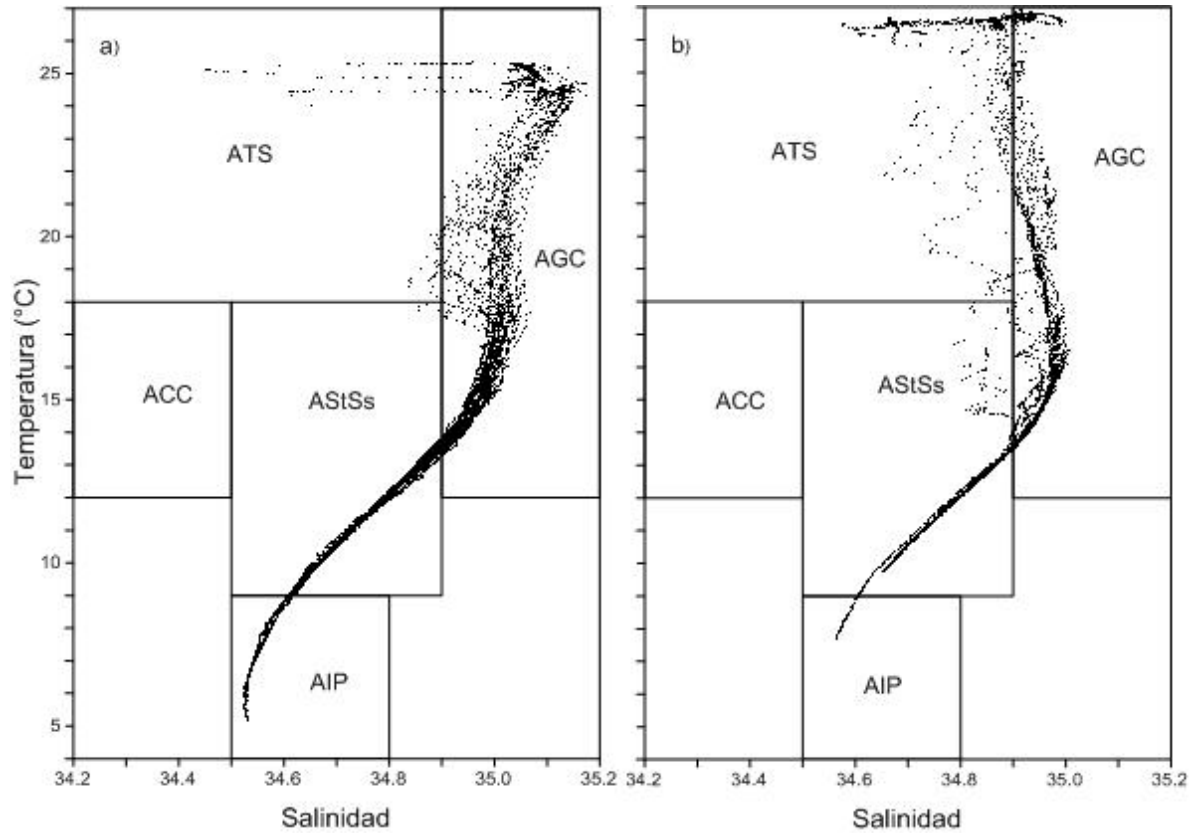 a)
25
ATS
20
AGC
ACC
AStSs
15
10
AIP
5
Temperatura (°C)
34.2 34.4 34.6 34.8 35.0 35.2
Salinidad
b)
ATS
AGC
ACC
AStSs
AIP
34.2 34.4 34.6 34.8 35.0 35.2
Salinidad